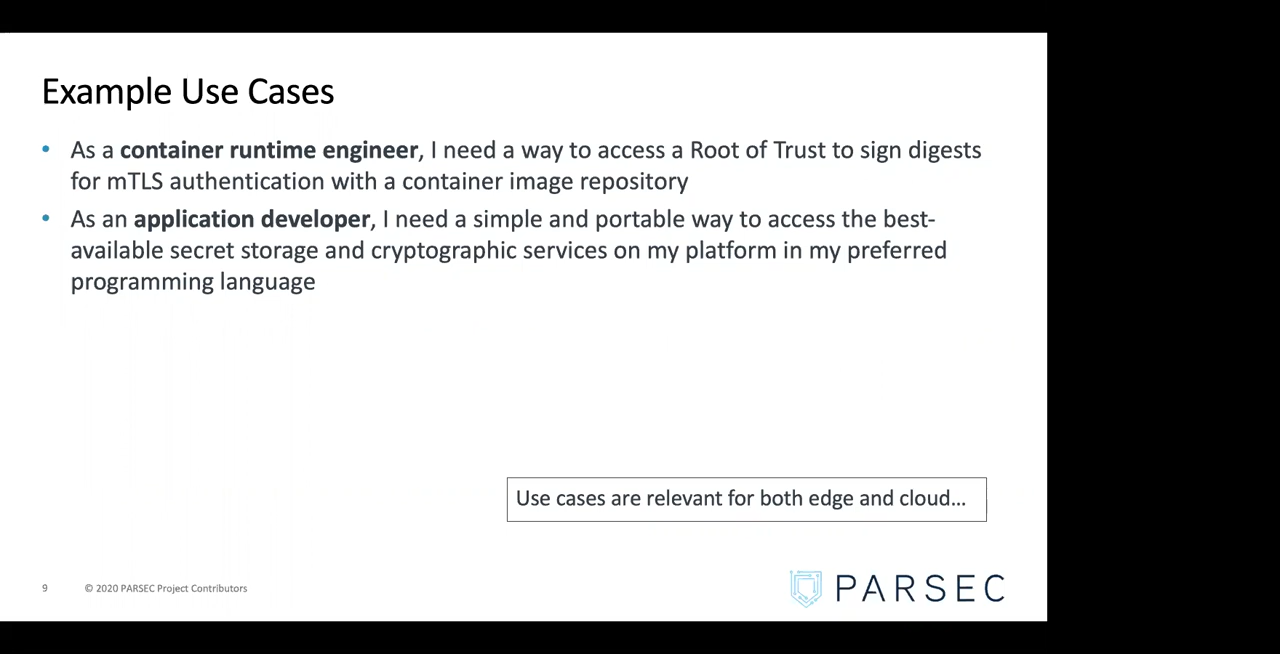 Example Use Cases
• As a container runtime engineer, I need a way to access a Root of Trust to sign digests
for mTLS authentication with a container image repository
• As an application developer, I need a simple and portable way to access the best-
available secret storage and cryptographic services on my platform in my preferred
programming language
Use cases are relevant for both edge and cloud...
9 © 2020 PARSEC Project Contributors
PARSEC